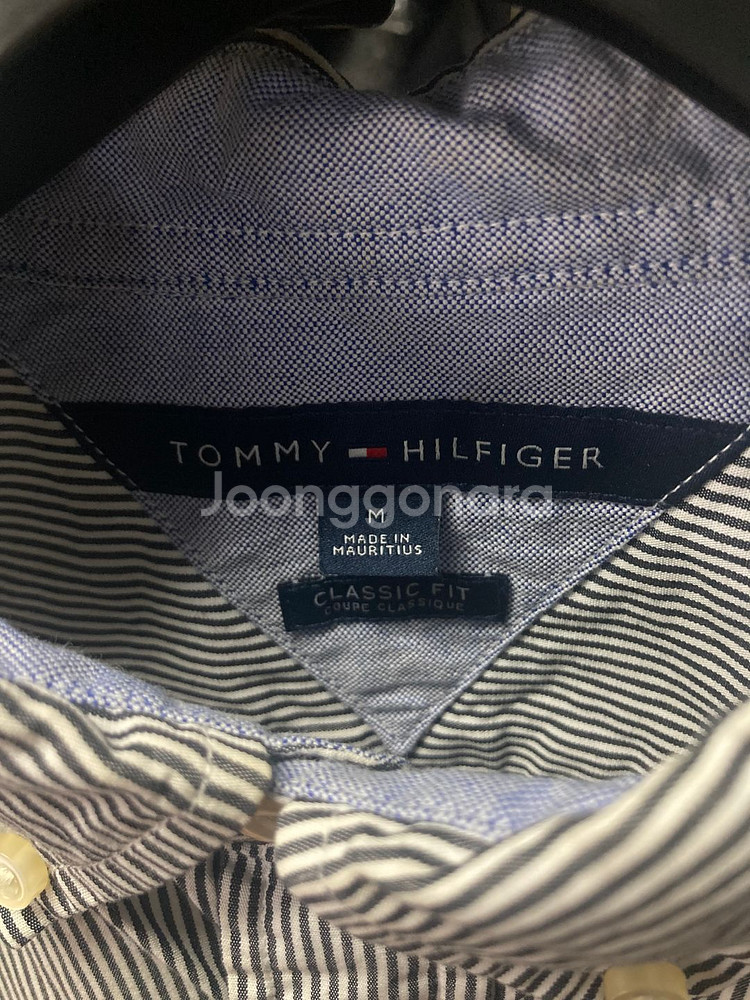 TOMMY HILFIGER
Joonggonara
M
MADE IN
MAURITIUS
CLASSIC FIT
COUPE CLASSIQUE